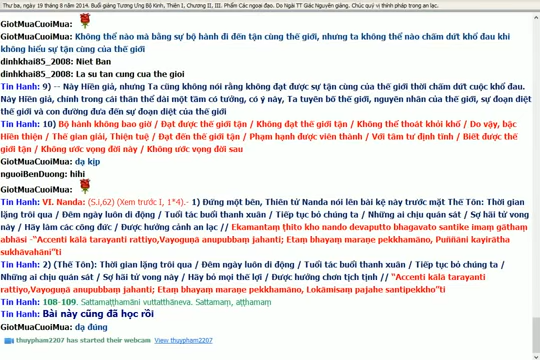 Thứ ba, ngày 19 tháng 8 năm 2014. Buổi giảng Tương Ưng Bộ Kinh, Thiên I, Chương II, III. Phẩm Các ngoại đạo. Do Ngài TT Giác Nguyên giảng. Chúc quý vị thính pháp trong an lạc.
GiotMuaCuoiMua:
GiotMuaCuoiMua: Không thể nào mà bằng sự bộ hành đi đến tận cùng thế giới, nhưng ta không thể nào chấm dứt khổ đau khi
không hiểu sự tận cùng của thế giới
dinhkhai85_2008: Niet Ban
dinhkhai85_2008: La su tan cung cua the gioi
Tin Hanh: 9) -- Này Hiền giả, nhưng Ta cũng không nói rằng không đạt được sự tận cùng của thế giới thời chấm dứt cuộc khổ đau.
Này Hiền giả, chính trong cái thân thể dài một tầm có tưởng, có ý này, Ta tuyên bố thế giới, nguyên nhân của thế giới, sự đoạn diệt
thế giới và con đường đưa đến sự đoạn diệt của thế giới
Tin Hanh: 10) Bộ hành không bao giờ / Đạt được thế giới tận / Không đạt thế giới tận / Không thể thoát khỏi khổ / Do vậy, bậc
Hiền thiện / Thế gian giải, Thiện tuệ / Đạt đến thế giới tận / Phạm hạnh được viên thành / Với tâm tư định tĩnh / Biết được thế
giới tận / Không ước vọng đời này / Không ước vọng đời sau
GiotMuaCuoiMua: dạ kịp
nguoiBenDuong: hihi
GiotMuaCuoiMua:
Tin Hanh: VI. Nanda: (S.i,62) (Xem trước I, 1*4).- 1) Đứng một bên, Thiên tử Nanda nói lên bài kệ này trước mặt Thế Tôn: Thời gian
lặng trôi qua / Đêm ngày luôn di động / Tuổi tác buổi thanh xuân / Tiếp tục bỏ chúng ta / Những ai chịu quán sát / Sợ hãi tử vong
này / Hãy làm các công đức / Được hưởng cảnh an lạc // Ekamantaṃ ṭhito kho nando devaputto bhagavato santike imaṃ gāthaṃ
abhāsi -"Accenti kālā tarayanti rattiyo,Vayoguṇā anupubbaṃ jahanti; Etaṃ bhayaṃ maraṇe pekkhamāno, Puññāni kayirātha
sukhāvahānī"ti
Tin Hanh: 2) (Thế Tôn): Thời gian lặng trôi qua / Đêm ngày luôn di động / Tuổi tác buổi thanh xuân / Tiếp tục bỏ chúng ta /
Những ai chịu quán sát / Sợ hãi tử vong này / Hãy bỏ mọi thế lợi / Được hưởng chơn tịch tịnh // "Accenti kālā tarayanti
rattiyo,Vayoguṇā anupubbaṃ jahanti; Etaṃ bhayaṃ maraṇe pekkhamāno, Lokāmisaṃ pajahe santipekkho"ti
Tin Hanh: 108-109. Sattamaṭṭhamāni vuttatthāneva. Sattamaṃ, aṭṭhamaṃ
Tin Hanh: Bài này cũng đã học rồi
GiotMuaCuoiMua: dạ đúng
thuypham2207 has started their webcam View thuypham2207